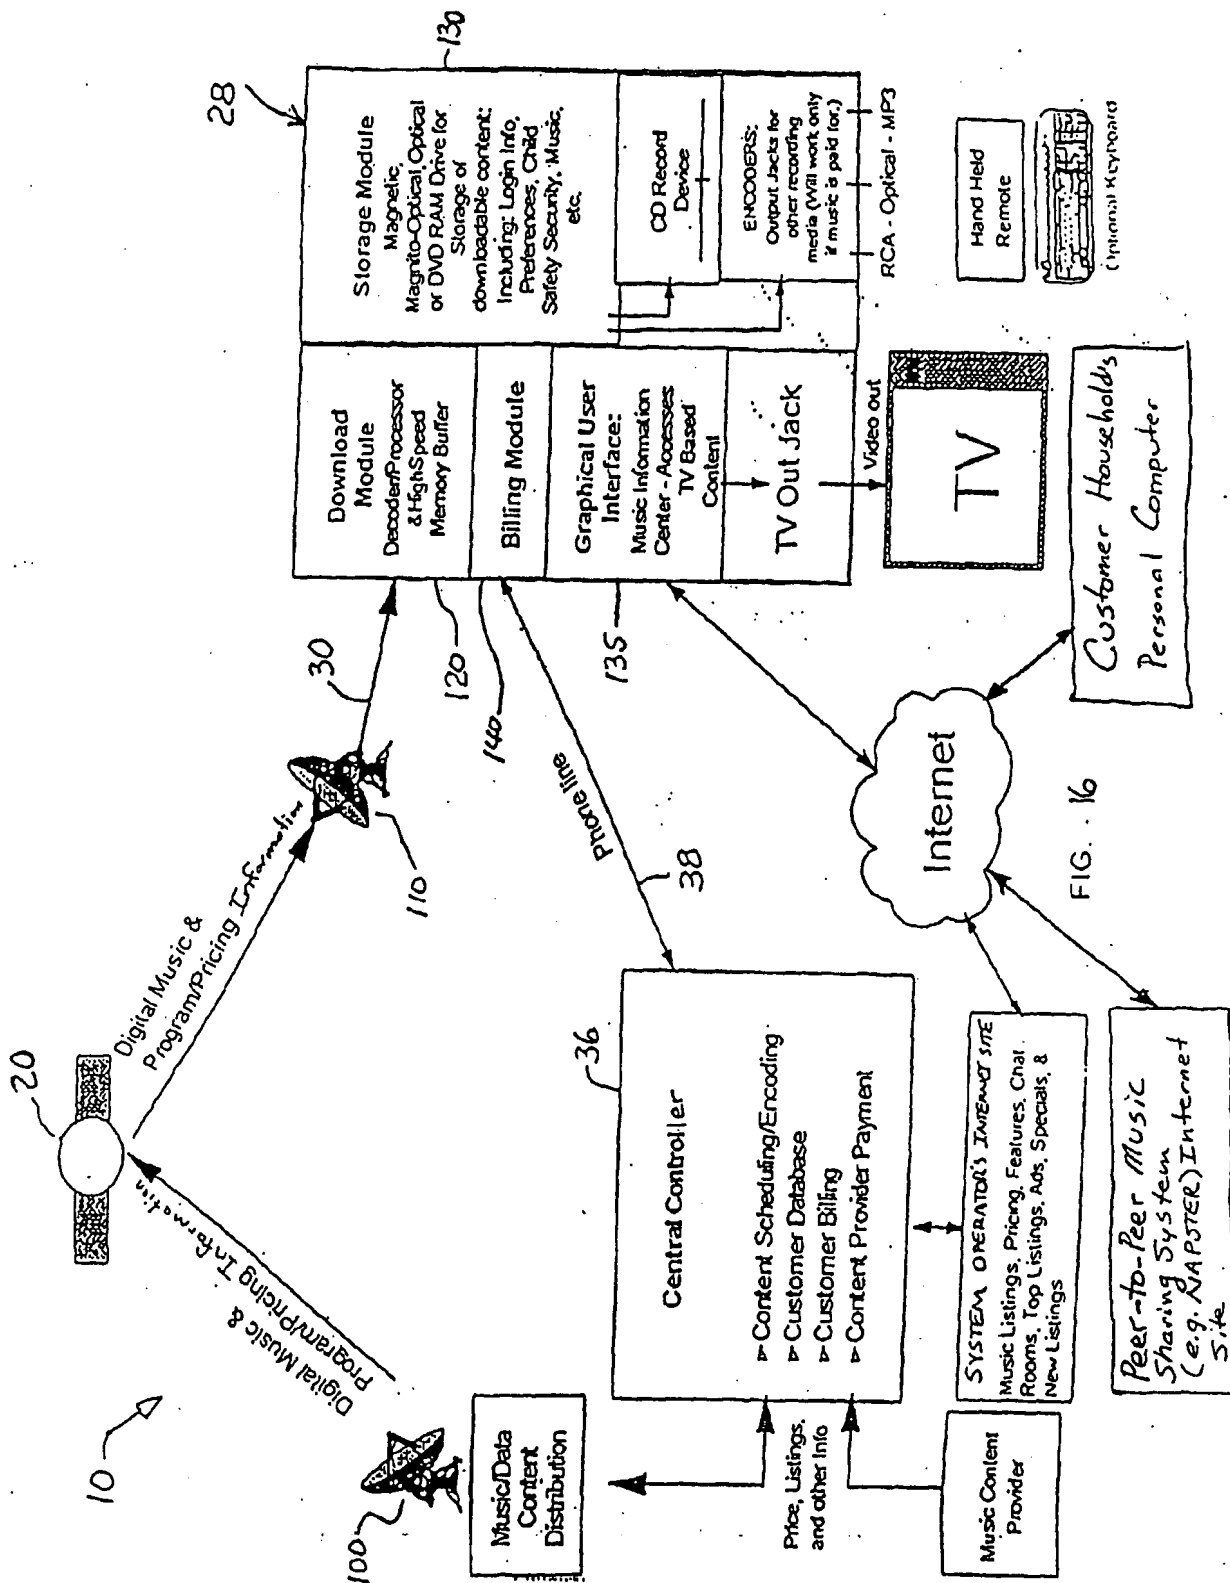 10
20
Digital Music &
Program/Pricing Information
Digital Music &
Program/Pricing Information
100
110
30
Music/Data
Content
Distribution
Price, Listings,
and other Info
Music Content
Provider
36
Central Controller
▹ Content Scheduling/Encoding
▹ Customer Database
▹ Customer Billing
▹ Content Provider Payment
Phone line
38
SYSTEM OPERATOR'S INTERNET SITE
Music Listings, Pricing, Features, Chat
Rooms, Top Listings, Ads, Specials, &
New Listings
Peer-to-Peer Music
Sharing System
(e.g. NAPSTER) Internet
Site
Internet
Customer Household's
Personal Computer
28
130
120
140
135
Download
Module
Decoder/Processor
& High Speed
Memory Buffer
Billing Module
Graphical User
Interface:
Music Information
Center - Accesses
TV Based
Content
TV Out Jack
Video out
TV
Storage Module
Magnetic,
Magnito-Optical, Optical
or DVD RAM Drive for
Storage of
downloadable content:
Including: Login Info,
Preferences, Child
Safety Security, Music,
etc.
CD Record
Device
ENCODERS:
Output Jacks for
other recording
media (Will work only
if music is paid for.)
RCA - Optical - MP3
Hand Held
Remote
Optional Keyboard
FIG. 16